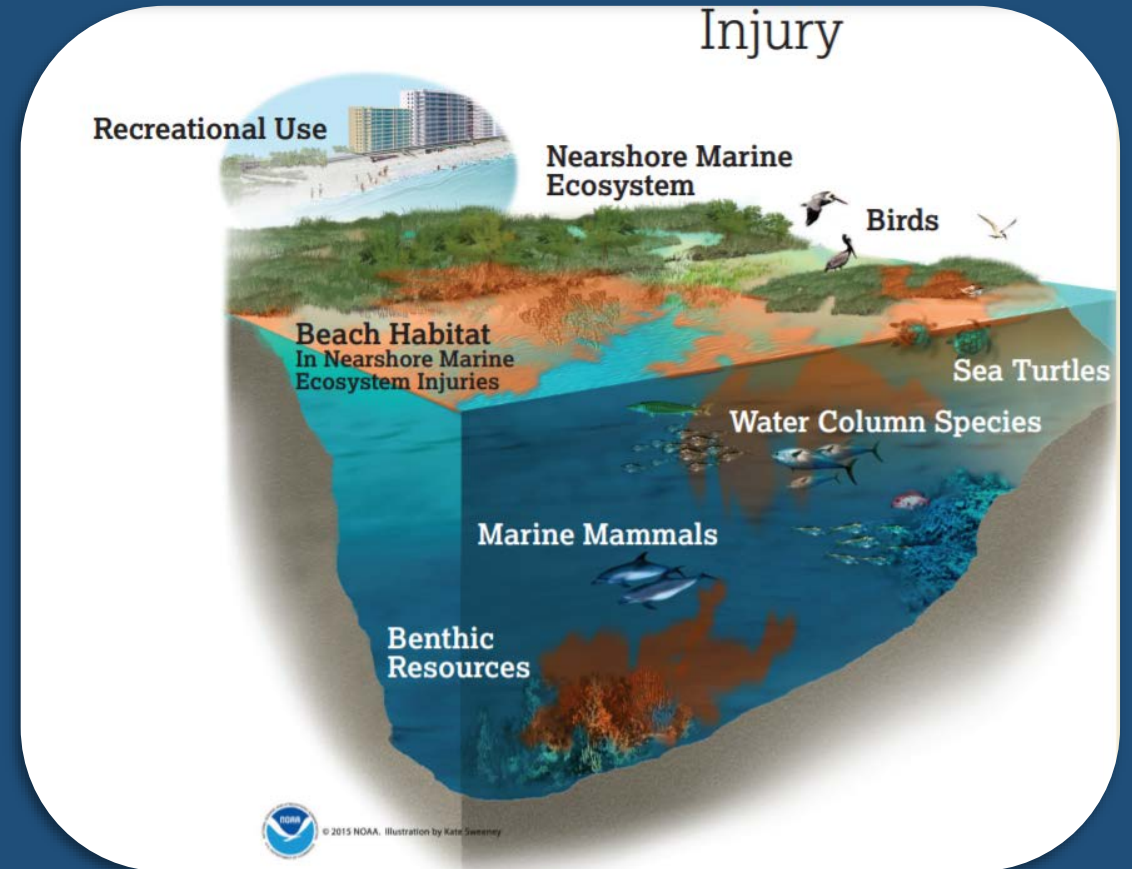 Injury
Recreational Use
Nearshore Marine
Ecosystem
Birds
Beach Habitat
In Nearshore Marine
Ecosystem Injuries
Sea Turtles
Water Column Species
Marine Mammals
Benthic
Resources
NOAA
© 2015 NOAA. Illustration by Kate Sweeney